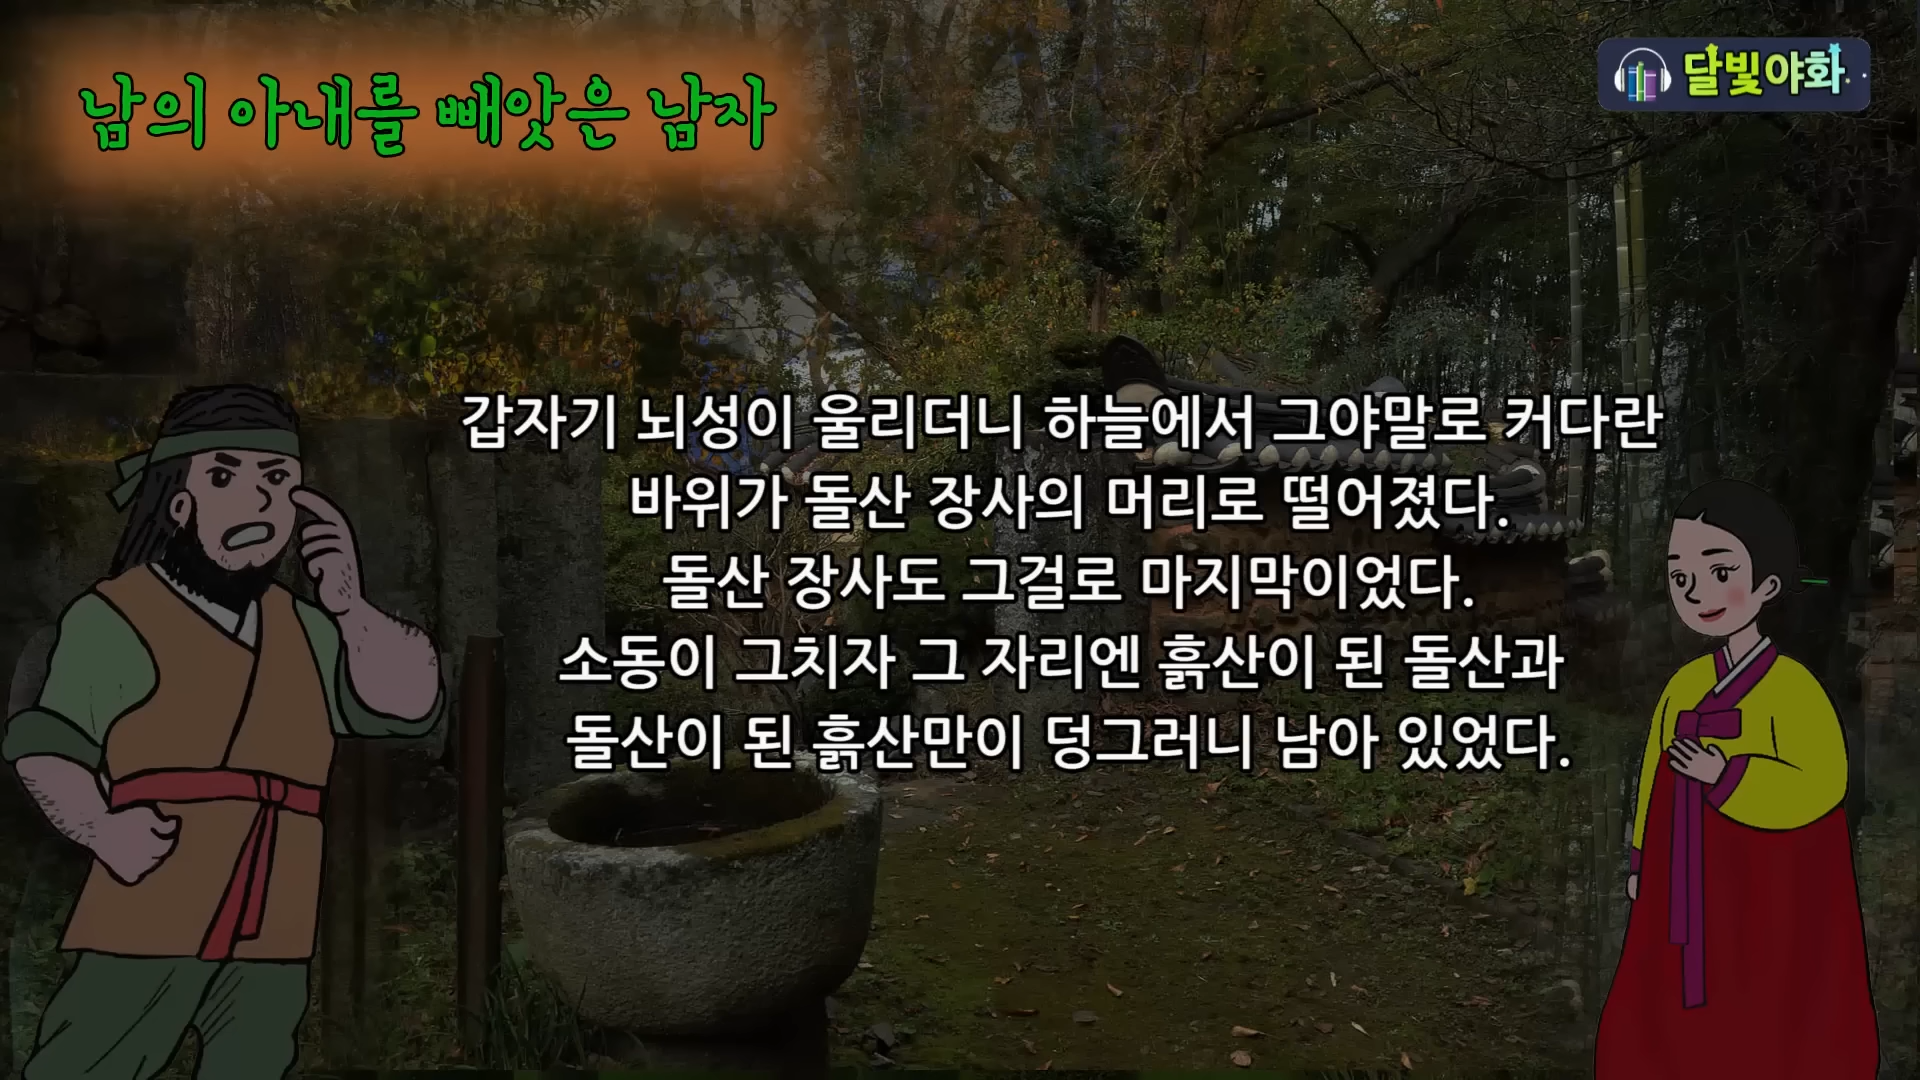 남의 아내를 빼앗은 남자
달빛야화
갑자기 뇌성이 울리더니 하늘에서 그야말로 커다란
바위가 돌산 장사의 머리로 떨어졌다.
돌산 장사도 그걸로 마지막이었다.
소동이 그치자 그 자리엔 흙산이 된 돌산과
돌산이 된 흙산만이 덩그러니 남아 있었다.